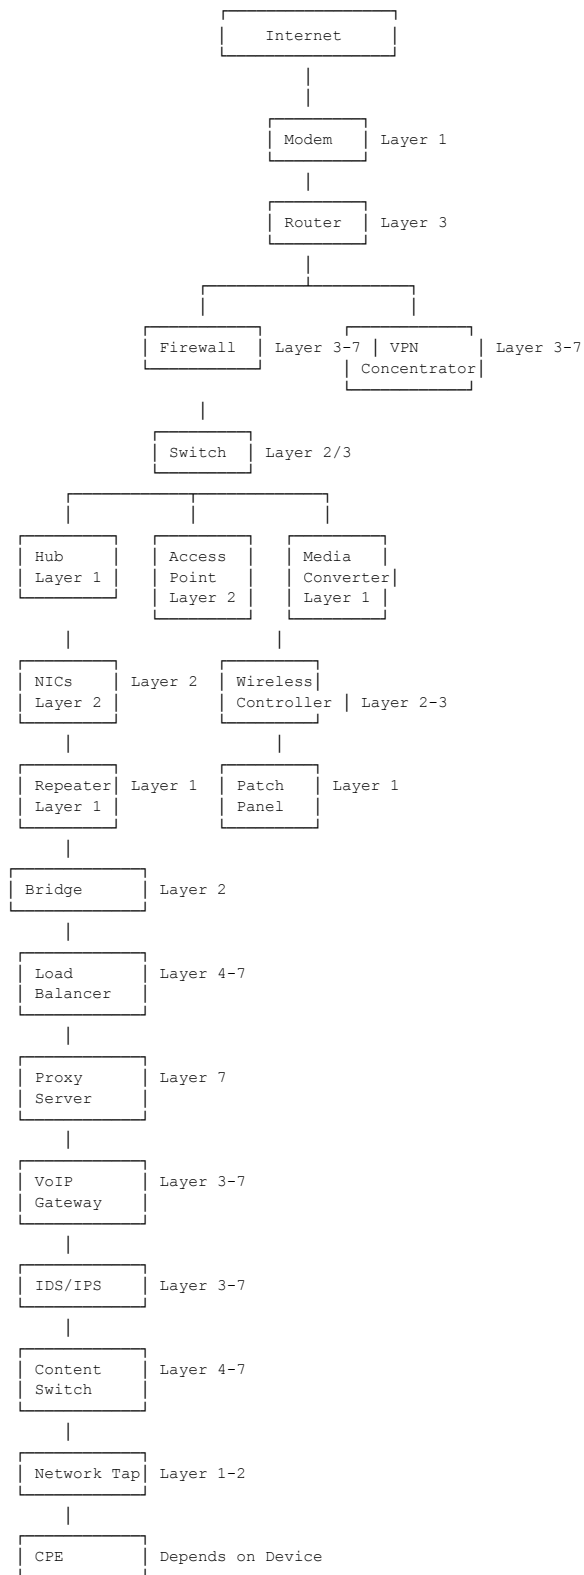 Internet
Modem Layer 1
Router Layer 3
Firewall Layer 3-7 VPN Layer 3-7
Concentrator
Switch Layer 2/3
Hub Access Media
Layer 1 Point Converter
Layer 2 Layer 1
NICs Layer 2 Wireless
Layer 2 Controller Layer 2-3
Repeater Layer 1 Patch Layer 1
Layer 1 Panel
Bridge Layer 2
Load Layer 4-7
Balancer
Proxy Layer 7
Server
VoIP Layer 3-7
Gateway
IDS/IPS Layer 3-7
Content Layer 4-7
Switch
Network Tap Layer 1-2
CPE Depends on Device